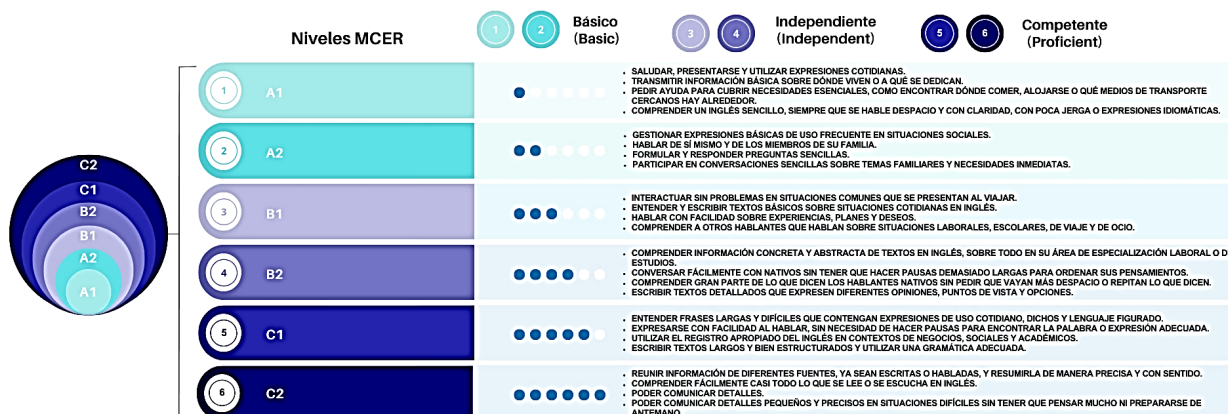 Niveles MCER
1 2 Básico
(Basic)
3 4 Independiente
(Independent)
5 6 Competente
(Proficient)
C2
C1
B2
B1
A2
A1
1 A1
• SALUDAR, PRESENTARSE Y UTILIZAR EXPRESIONES COTIDIANAS.
• TRANSMITIR INFORMACIÓN BÁSICA SOBRE DÓNDE VIVEN O A QUÉ SE DEDICAN.
• PEDIR AYUDA PARA CUBRIR NECESIDADES ESENCIALES, COMO ENCONTRAR DÓNDE COMER, ALOJARSE O QUÉ MEDIOS DE TRANSPORTE
CERCANOS HAY ALREDEDOR.
• COMPRENDER UN INGLÉS SENCILLO, SIEMPRE QUE SE HABLE DESPACIO Y CON CLARIDAD, CON POCA JERGA O EXPRESIONES IDIOMÁTICAS.
2 A2
• GESTIONAR EXPRESIONES BÁSICAS DE USO FRECUENTE EN SITUACIONES SOCIALES.
• HABLAR DE SÍ MISMO Y DE LOS MIEMBROS DE SU FAMILIA.
• FORMULAR Y RESPONDER PREGUNTAS SENCILLAS.
• PARTICIPAR EN CONVERSACIONES SENCILLAS SOBRE TEMAS FAMILIARES Y NECESIDADES INMEDIATAS.
3 B1
• INTERACTUAR SIN PROBLEMAS EN SITUACIONES COMUNES QUE SE PRESENTAN AL VIAJAR.
• ENTENDER Y ESCRIBIR TEXTOS BÁSICOS SOBRE SITUACIONES COTIDIANAS EN INGLÉS.
• HABLAR CON FACILIDAD SOBRE EXPERIENCIAS, PLANES Y DESEOS.
• COMPRENDER A OTROS HABLANTES QUE HABLAN SOBRE SITUACIONES LABORALES, ESCOLARES, DE VIAJE Y DE OCIO.
4 B2
• COMPRENDER INFORMACIÓN CONCRETA Y ABSTRACTA DE TEXTOS EN INGLÉS, SOBRE TODO EN SU ÁREA DE ESPECIALIZACIÓN LABORAL O D
ESTUDIOS.
• CONVERSAR FÁCILMENTE CON NATIVOS SIN TENER QUE HACER PAUSAS DEMASIADO LARGAS PARA ORDENAR SUS PENSAMIENTOS.
• COMPRENDER GRAN PARTE DE LO QUE DICEN LOS HABLANTES NATIVOS SIN PEDIR QUE VAYAN MÁS DESPACIO O REPITAN LO QUE DICEN.
• ESCRIBIR TEXTOS DETALLADOS QUE EXPRESEN DIFERENTES OPINIONES, PUNTOS DE VISTA Y OPCIONES.
5 C1
• ENTENDER FRASES LARGAS Y DIFÍCILES QUE CONTENGAN EXPRESIONES DE USO COTIDIANO, DICHOS Y LENGUAJE FIGURADO.
• EXPRESARSE CON FACILIDAD AL HABLAR, SIN NECESIDAD DE HACER PAUSAS PARA ENCONTRAR LA PALABRA O EXPRESIÓN ADECUADA.
• UTILIZAR EL REGISTRO APROPIADO DEL INGLÉS EN CONTEXTOS DE NEGOCIOS, SOCIALES Y ACADÉMICOS.
• ESCRIBIR TEXTOS LARGOS Y BIEN ESTRUCTURADOS Y UTILIZAR UNA GRAMÁTICA ADECUADA.
6 C2
• REUNIR INFORMACIÓN DE DIFERENTES FUENTES, YA SEAN ESCRITAS O HABLADAS, Y RESUMIRLA DE MANERA PRECISA Y CON SENTIDO.
• COMPRENDER FÁCILMENTE CASI TODO LO QUE SE LEE O SE ESCUCHA EN INGLÉS.
• PODER COMUNICAR DETALLES.
• PODER COMUNICAR DETALLES PEQUEÑOS Y PRECISOS EN SITUACIONES DIFÍCILES SIN TENER QUE PENSAR MUCHO NI PREPARARSE DE
ANTEMANO.